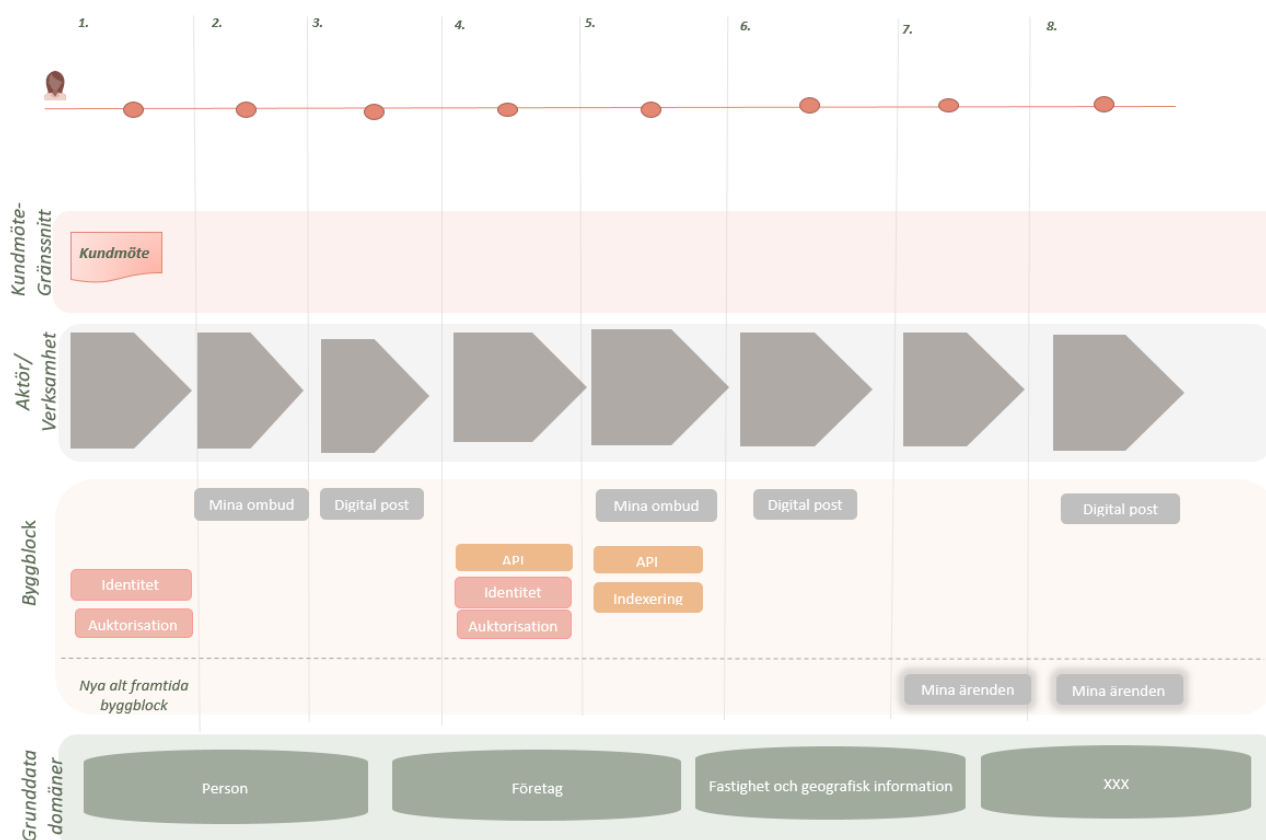 1.
2.
3.
4.
5.
6.
7.
8.
Kundmöte-
Gränssnitt
Kundmöte
Aktör/
Verksamhet
Byggblock
Mina ombud
Digital post
Mina ombud
Digital post
Digital post
API
API
Identitet
Identitet
Indexering
Auktorisation
Auktorisation
Nya alt framtida
byggblock
Mina ärenden
Mina ärenden
Grunddata
domäner
Person
Företag
Fastighet och geografisk information
XXX